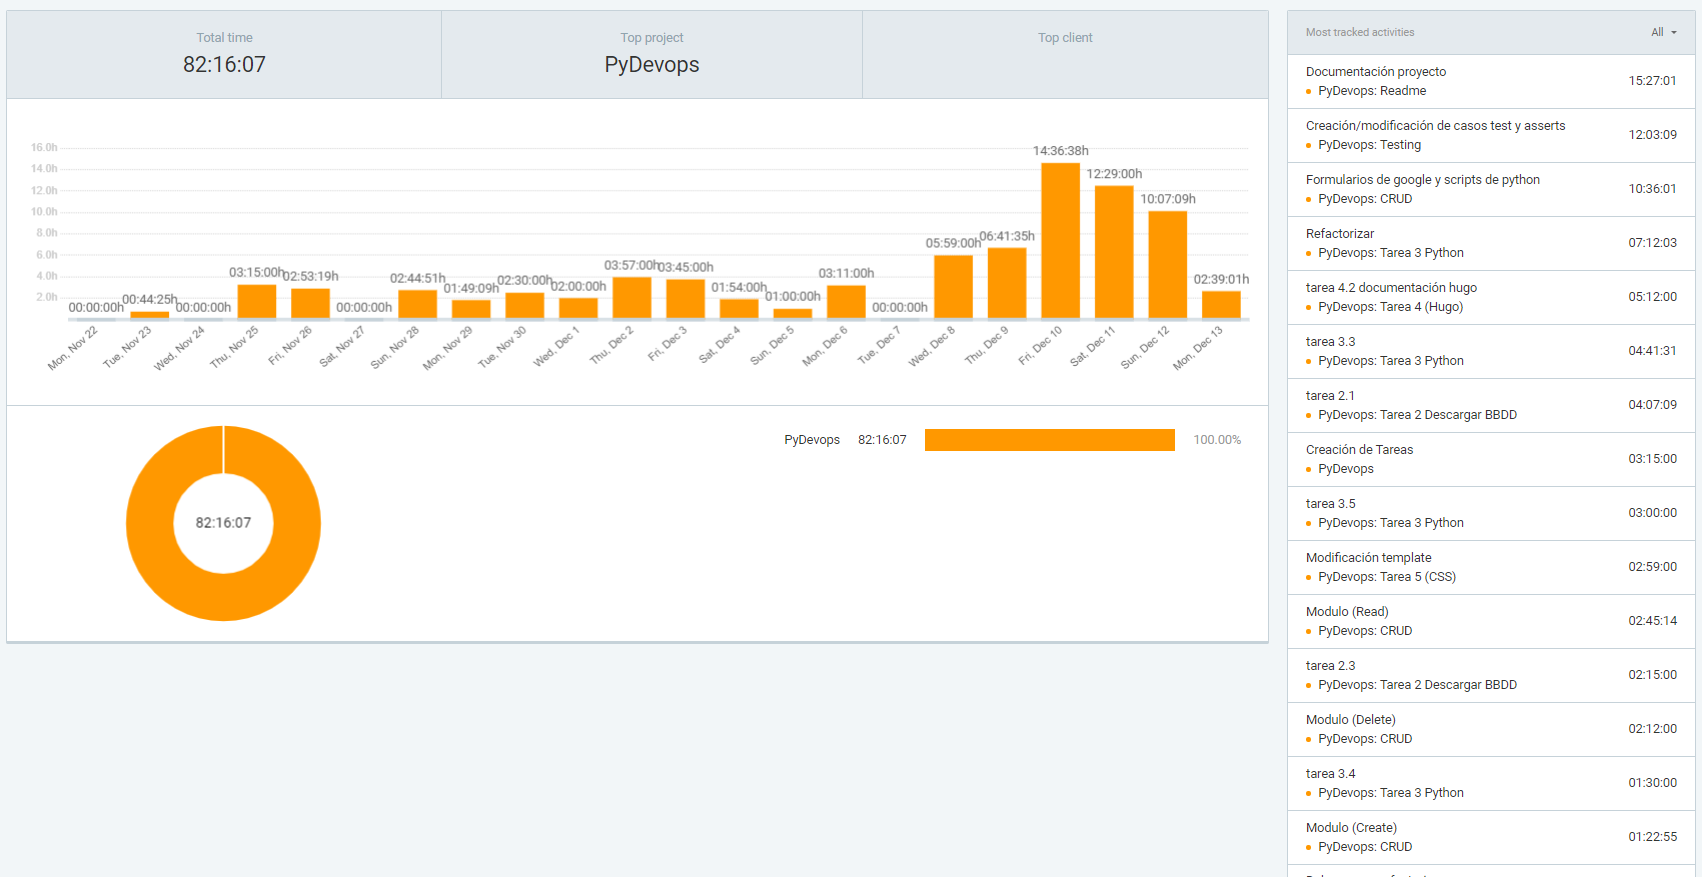 Total time
82:16:07
Top project
PyDevops
Top client
16.0h
14.0h
12.0h
10.0h
8.0h
6.0h
4.0h
2.0h
00:00:00h
00:44:25h
00:00:00h
03:15:00h
02:53:19h
00:00:00h
02:44:51h
01:49:09h
02:30:00h
02:00:00h
03:57:00h
03:45:00h
01:54:00h
01:00:00h
03:11:00h
00:00:00h
05:59:00h
06:41:35h
14:36:38h
12:29:00h
10:07:09h
02:39:01h
Mon, Nov 22
Tue, Nov 23
Wed, Nov 24
Thu, Nov 25
Fri, Nov 26
Sat, Nov 27
Sun, Nov 28
Mon, Nov 29
Tue, Nov 30
Wed, Dec 1
Thu, Dec 2
Fri, Dec 3
Sat, Dec 4
Sun, Dec 5
Mon, Dec 6
Tue, Dec 7
Wed, Dec 8
Thu, Dec 9
Fri, Dec 10
Sat, Dec 11
Sun, Dec 12
Mon, Dec 13
82:16:07
PyDevops 82:16:07 100.00%
Most tracked activities All
Documentación proyecto
PyDevops: Readme
15:27:01
Creación/modificación de casos test y asserts
PyDevops: Testing
12:03:09
Formularios de google y scripts de python
PyDevops: CRUD
10:36:01
Refactorizar
PyDevops: Tarea 3 Python
07:12:03
tarea 4.2 documentación hugo
PyDevops: Tarea 4 (Hugo)
05:12:00
tarea 3.3
PyDevops: Tarea 3 Python
04:41:31
tarea 2.1
PyDevops: Tarea 2 Descargar BBDD
04:07:09
Creación de Tareas
PyDevops
03:15:00
tarea 3.5
PyDevops: Tarea 3 Python
03:00:00
Modificación template
PyDevops: Tarea 5 (CSS)
02:59:00
Modulo (Read)
PyDevops: CRUD
02:45:14
tarea 2.3
PyDevops: Tarea 2 Descargar BBDD
02:15:00
Modulo (Delete)
PyDevops: CRUD
02:12:00
tarea 3.4
PyDevops: Tarea 3 Python
01:30:00
Modulo (Create)
PyDevops: CRUD
01:22:55